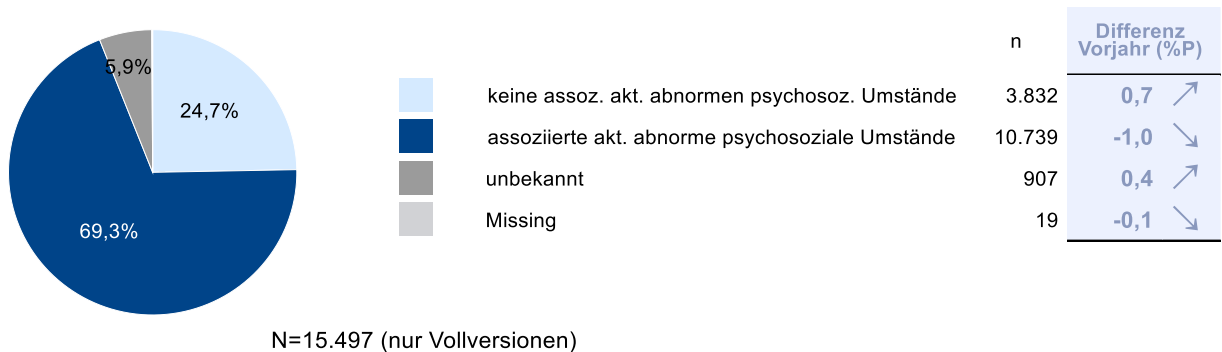 n
Differenz
Vorjahr (%P)
5,9%
24,7%
69,3%
keine assoz. akt. abnormen psychosoz. Umstände 3.832 0,7
assoziierte akt. abnorme psychosoziale Umstände 10.739 -1,0
unbekannt 907 0,4
Missing 19 -0,1
N=15.497 (nur Vollversionen)